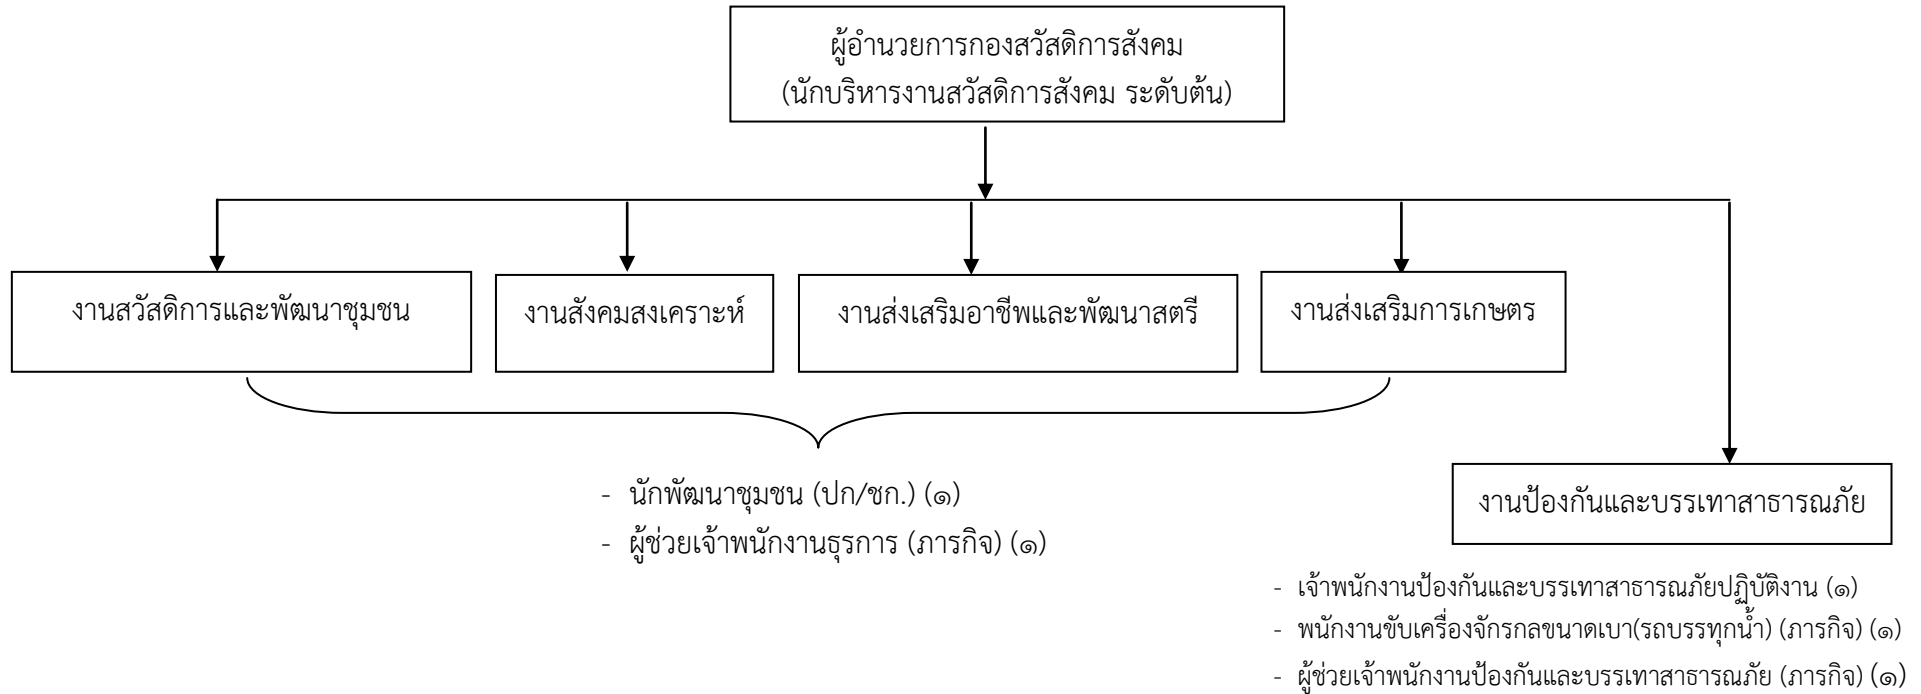 ผู้อำนวยการกองสวัสดิการสังคม
(นักบริหารงานสวัสดิการสังคม ระดับต้น)
งานสวัสดิการและพัฒนาชุมชน
งานสังคมสงเคราะห์
งานส่งเสริมอาชีพและพัฒนาสตรี
งานส่งเสริมการเกษตร
- นักพัฒนาชุมชน (ปก/ชก.) (๑)
- ผู้ช่วยเจ้าพนักงานธุรการ (ภารกิจ) (๑)
งานป้องกันและบรรเทาสาธารณภัย
- เจ้าพนักงานป้องกันและบรรเทาสาธารณภัยปฏิบัติงาน (๑)
- พนักงานขับเครื่องจักรกลขนาดเบา(รถบรรทุกน้ำ) (ภารกิจ) (๑)
- ผู้ช่วยเจ้าพนักงานป้องกันและบรรเทาสาธารณภัย (ภารกิจ) (๑)